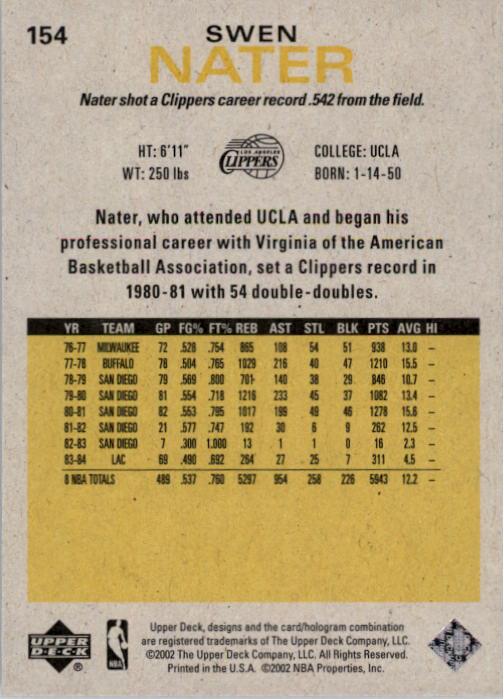 154
SWEN
NATER
Nater shot a Clippers career record .542 from the field.
HT: 6'11"
WT: 250 lbs
LOS ANGELES
CLIPPERS
COLLEGE: UCLA
BORN: 1-14-50
Nater, who attended UCLA and began his
professional career with Virginia of the American
Basketball Association, set a Clippers record in
1980-81 with 54 double-doubles.
YR TEAM GP FG% FT% REB AST STL BLK PTS AVG HI
76-77 MILWAUKEE 72 .528 .754 865 108 54 51 938 13.0 –
77-78 BUFFALO 78 .504 .765 1029 216 40 47 1210 15.5 –
78-79 SAN DIEGO 79 .569 .800 701 140 38 29 846 10.7 –
79-80 SAN DIEGO 81 .554 .718 1216 233 45 37 1082 13.4 –
80-81 SAN DIEGO 82 .553 .795 1017 199 49 46 1278 15.6 –
81-82 SAN DIEGO 21 .577 .747 192 30 6 9 262 12.5 –
82-83 SAN DIEGO 7 .300 1.000 13 1 1 0 16 2.3 –
83-84 LAC 69 .490 .692 264 27 25 7 311 4.5 –
8 NBA TOTALS 489 .537 .760 5297 954 258 226 5943 12.2 –
UPPER
DECK
®
NBA
Upper Deck, designs and the card/hologram combination
are registered trademarks of The Upper Deck Company, LLC.
©2002 The Upper Deck Company, LLC. All Rights Reserved.
Printed in the U.S.A. ©2002 NBA Properties, Inc.